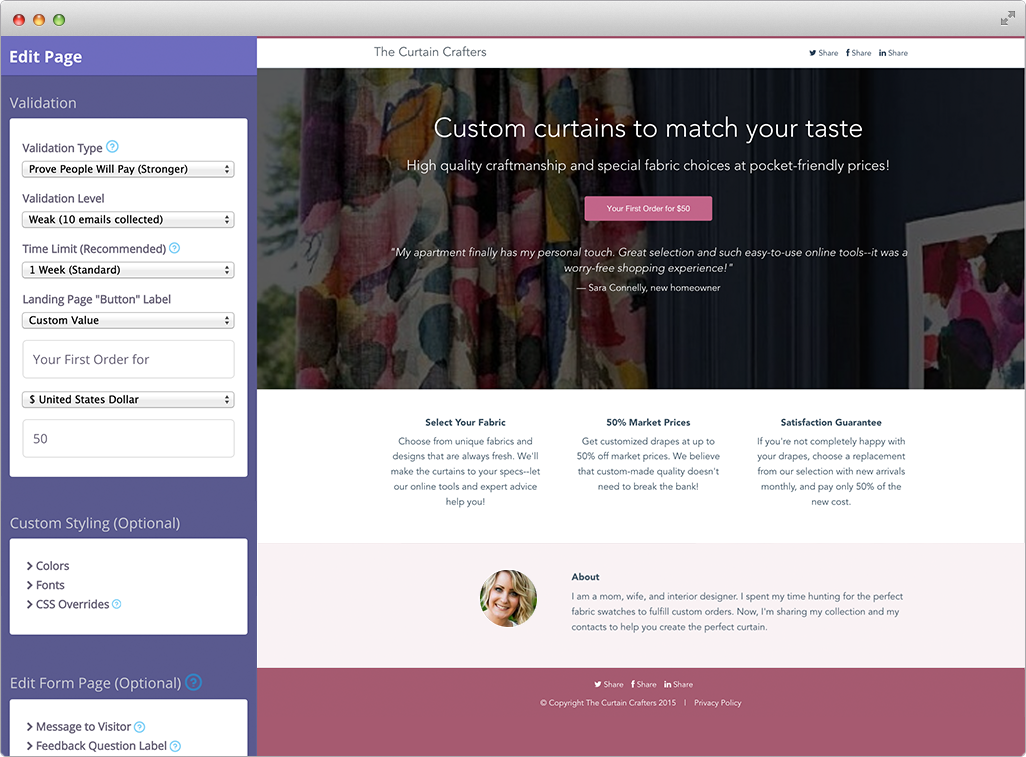 Edit Page
Validation
Validation Type ?
Prove People Will Pay (Stronger)
Validation Level
Weak (10 emails collected)
Time Limit (Recommended) ?
1 Week (Standard)
Landing Page "Button" Label
Custom Value
Your First Order for
$ United States Dollar
50
Custom Styling (Optional)
Colors
Fonts
CSS Overrides ?
Edit Form Page (Optional) ?
Message to Visitor ?
Feedback Question Label ?
The Curtain Crafters
Share Share Share
Custom curtains to match your taste
High quality craftmanship and special fabric choices at pocket-friendly prices!
Your First Order for $50
"My apartment finally has my personal touch. Great selection and such easy-to-use online tools--it was a
worry-free shopping experience!"
— Sara Connelly, new homeowner
Select Your Fabric
Choose from unique fabrics and
designs that are always fresh. We'll
make the curtains to your specs--let
our online tools and expert advice
help you!
50% Market Prices
Get customized drapes at up to
50% off market prices. We believe
that custom-made quality doesn't
need to break the bank!
Satisfaction Guarantee
If you're not completely happy with
your drapes, choose a replacement
from our selection with new arrivals
monthly, and pay only 50% of the
new cost.
About
I am a mom, wife, and interior designer. I spent my time hunting for the perfect
fabric swatches to fulfill custom orders. Now, I'm sharing my collection and my
contacts to help you create the perfect curtain.
Share Share Share
© Copyright The Curtain Crafters 2015 | Privacy Policy